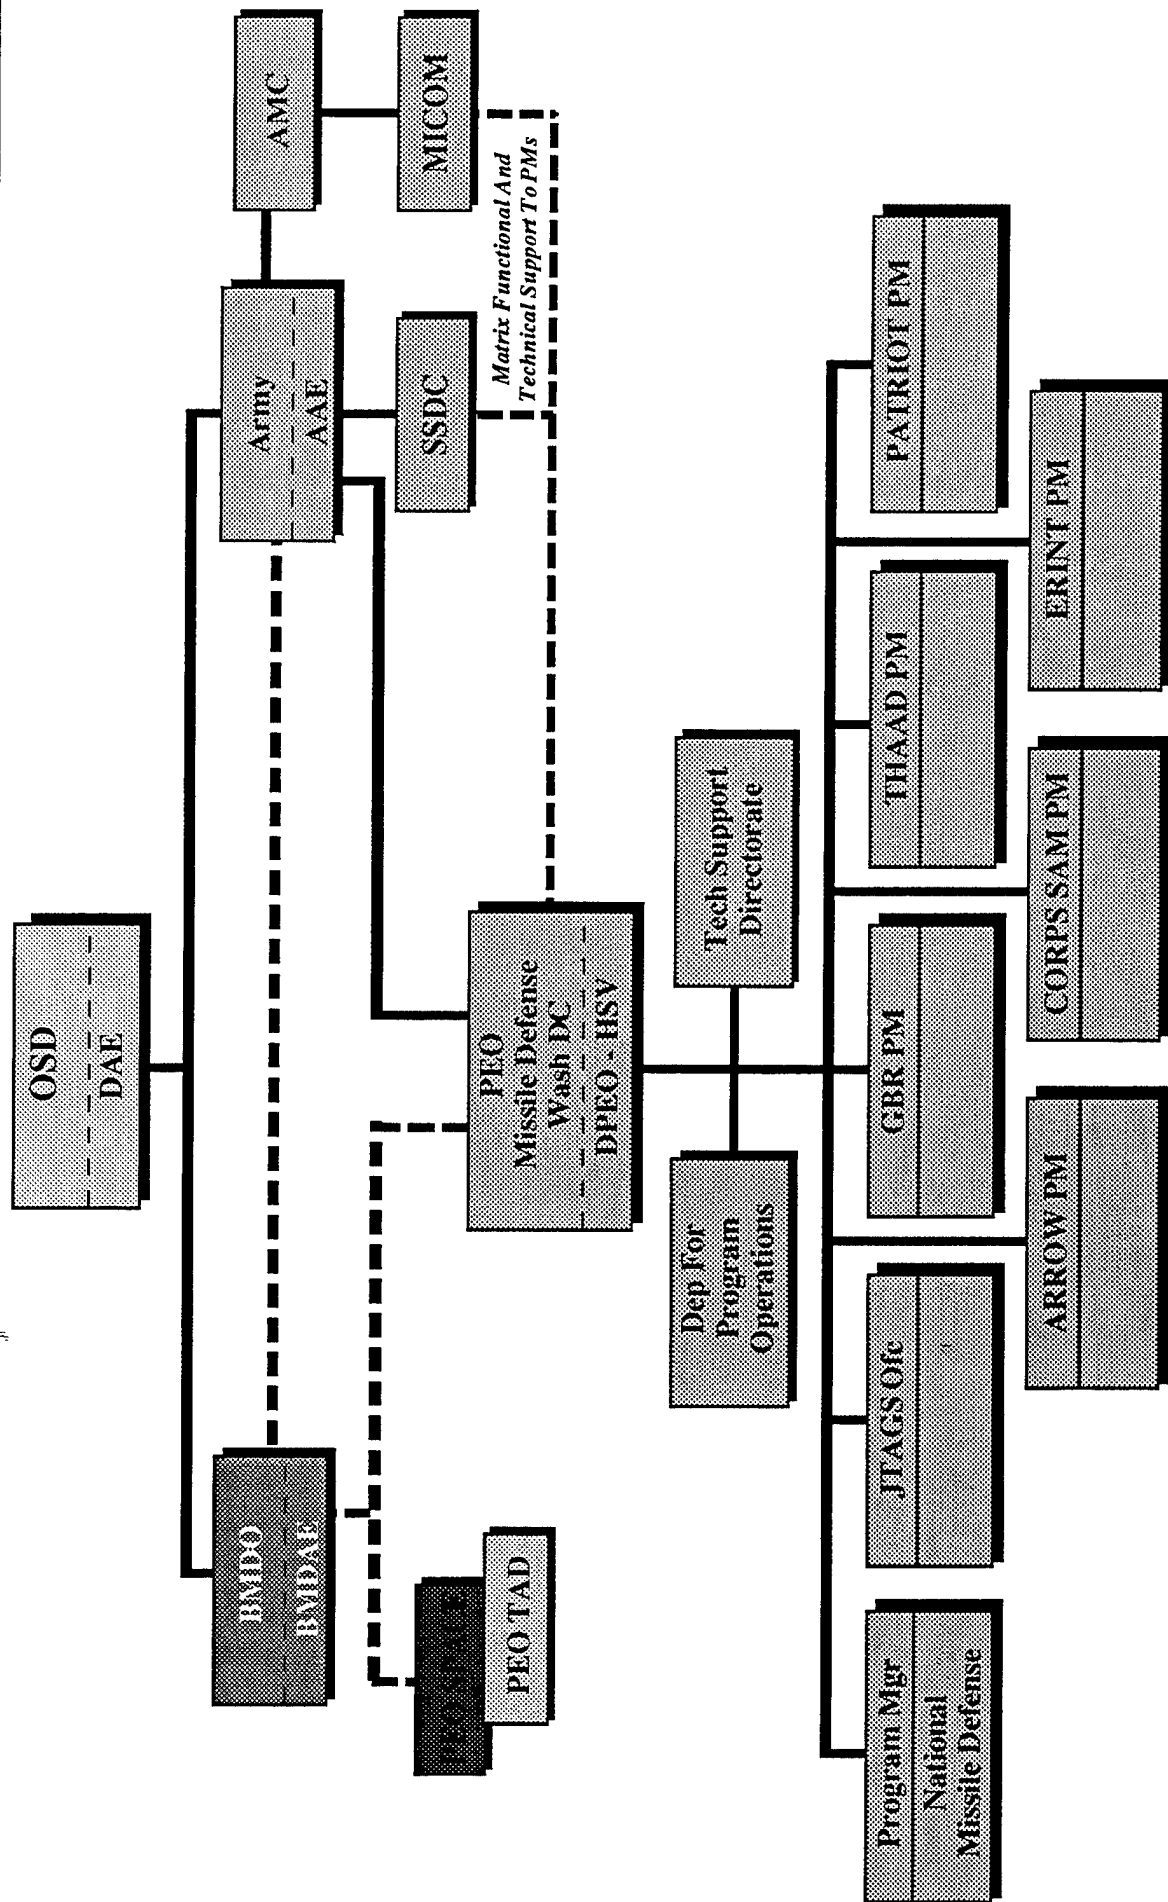 OSD
DAE
BMDO
BMDAE
Army
AAE
AMC
PEO SPACE
PEO TAD
SSDC
MICOM
Matrix Functional And
Technical Support To PMs
PEO
Missile Defense
Wash DC
DPEO - HSV
Dep For
Program
Operations
Tech Support
Directorate
Program Mgr
National
Missile Defense
JTAGS Ofc
GBR PM
THAAD PM
PATRIOT PM
ARROW PM
CORPS SAM PM
ERINT PM